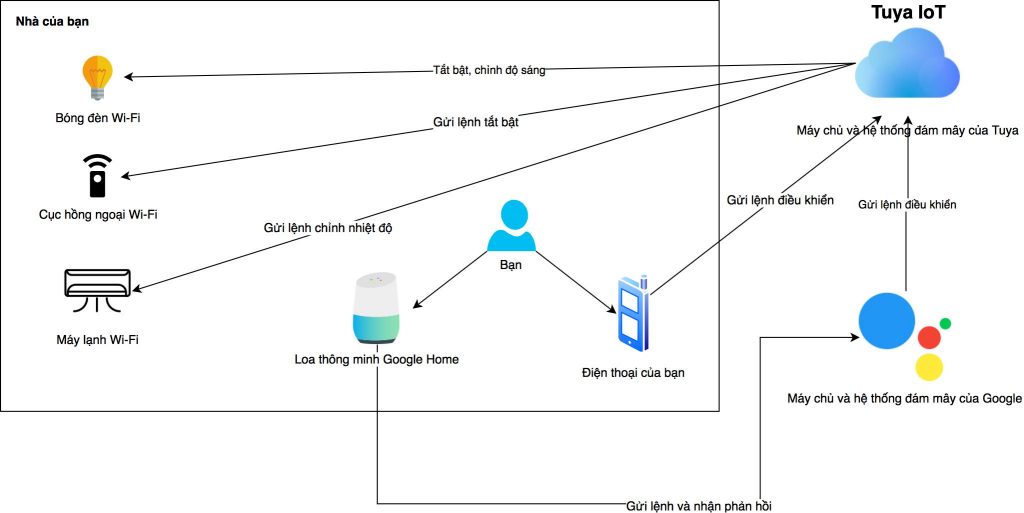 Nhà của bạn
Tuya IoT
Tắt bật, chỉnh độ sáng
Bóng đèn Wi-Fi
Gửi lệnh tắt bật
Máy chủ và hệ thống đám mây của Tuya
Cục hồng ngoại Wi-Fi
Gửi lệnh điều khiển
Gửi lệnh điều khiển
Gửi lệnh chỉnh nhiệt độ
Bạn
Máy lạnh Wi-Fi
Loa thông minh Google Home
Điện thoại của bạn
Máy chủ và hệ thống đám mây của Google
Gửi lệnh và nhận phản hồi